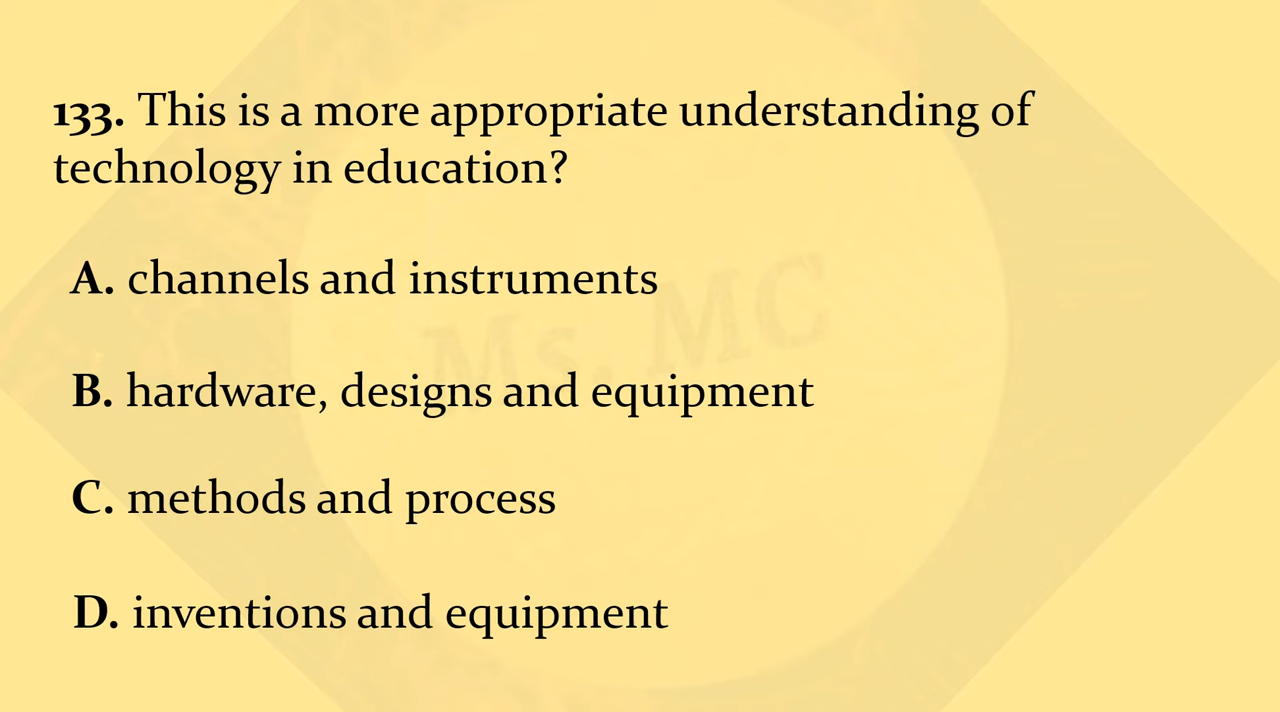 133. This is a more appropriate understanding of
technology in education?
A. channels and instruments
Ms. MC
B. hardware, designs and equipment
C. methods and process
D. inventions and equipment